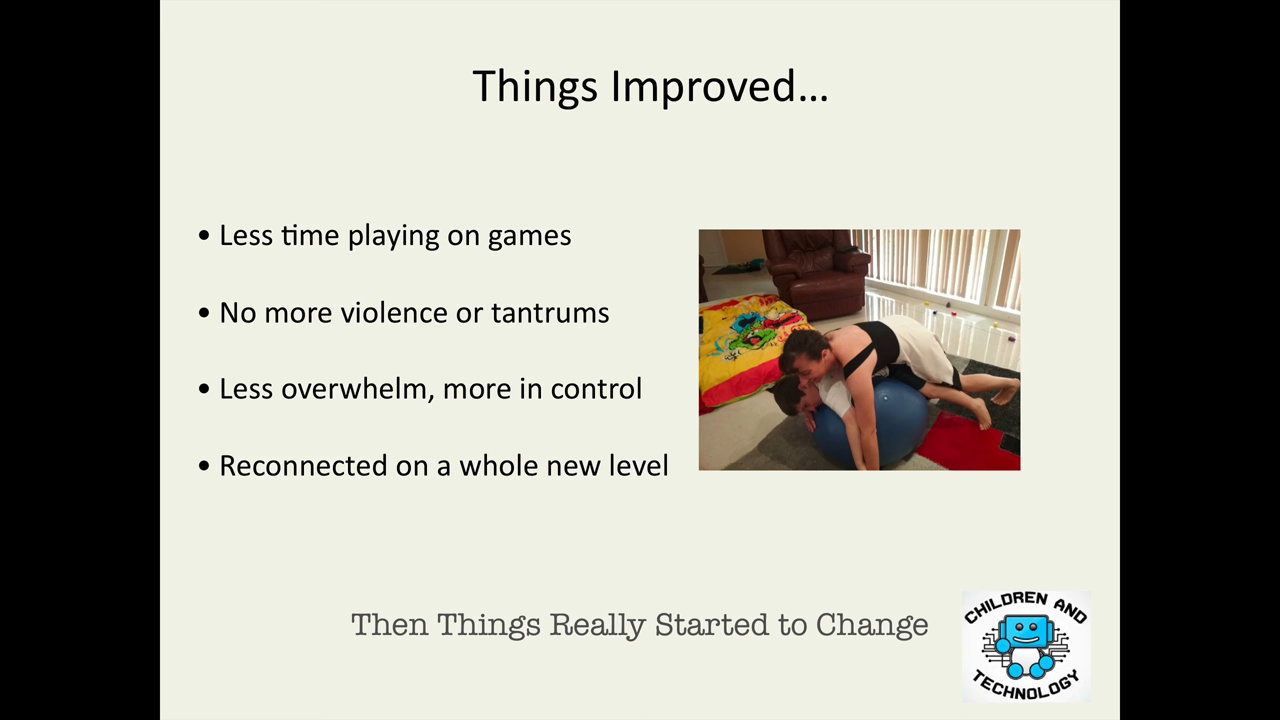 Things Improved...
• Less time playing on games
• No more violence or tantrums
• Less overwhelm, more in control
• Reconnected on a whole new level
Then Things Really Started to Change
CHILDREN AND
TECHNOLOGY